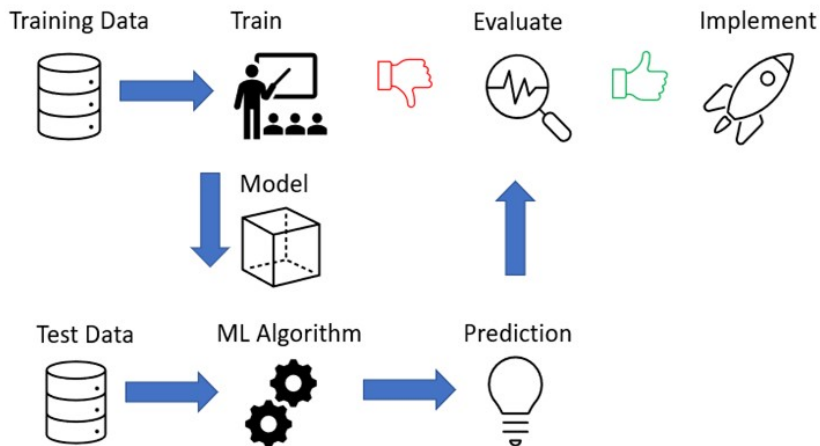 Training Data
Train
Evaluate
Implement
Model
Test Data
ML Algorithm
Prediction